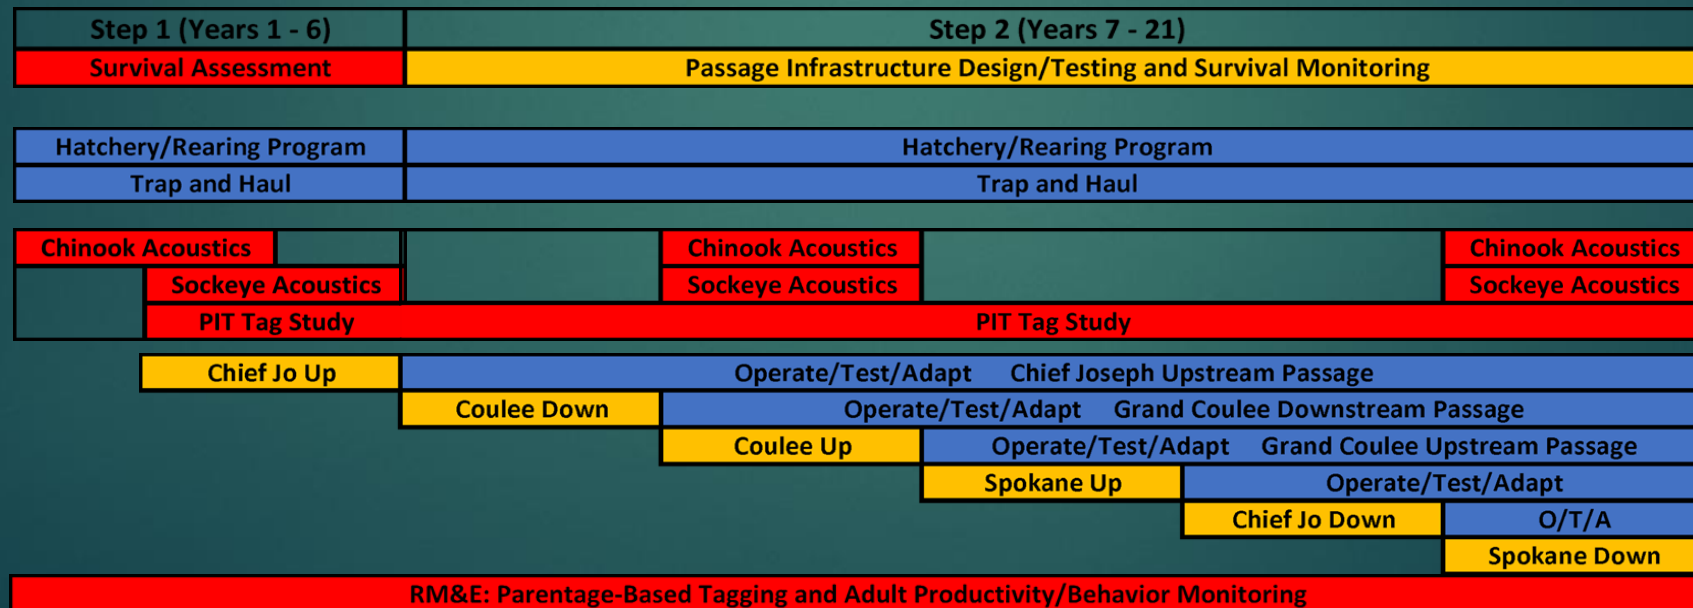 Step 1 (Years 1 - 6) Step 2 (Years 7 - 21)
Survival Assessment Passage Infrastructure Design/Testing and Survival Monitoring
Hatchery/Rearing Program Hatchery/Rearing Program
Trap and Haul Trap and Haul
Chinook Acoustics Chinook Acoustics Chinook Acoustics
Sockeye Acoustics Sockeye Acoustics Sockeye Acoustics
PIT Tag Study PIT Tag Study
Chief Jo Up Operate/Test/Adapt Chief Joseph Upstream Passage
Coulee Down Operate/Test/Adapt Grand Coulee Downstream Passage
Coulee Up Operate/Test/Adapt Grand Coulee Upstream Passage
Spokane Up Operate/Test/Adapt
Chief Jo Down O/T/A
Spokane Down
RM&E: Parentage-Based Tagging and Adult Productivity/Behavior Monitoring